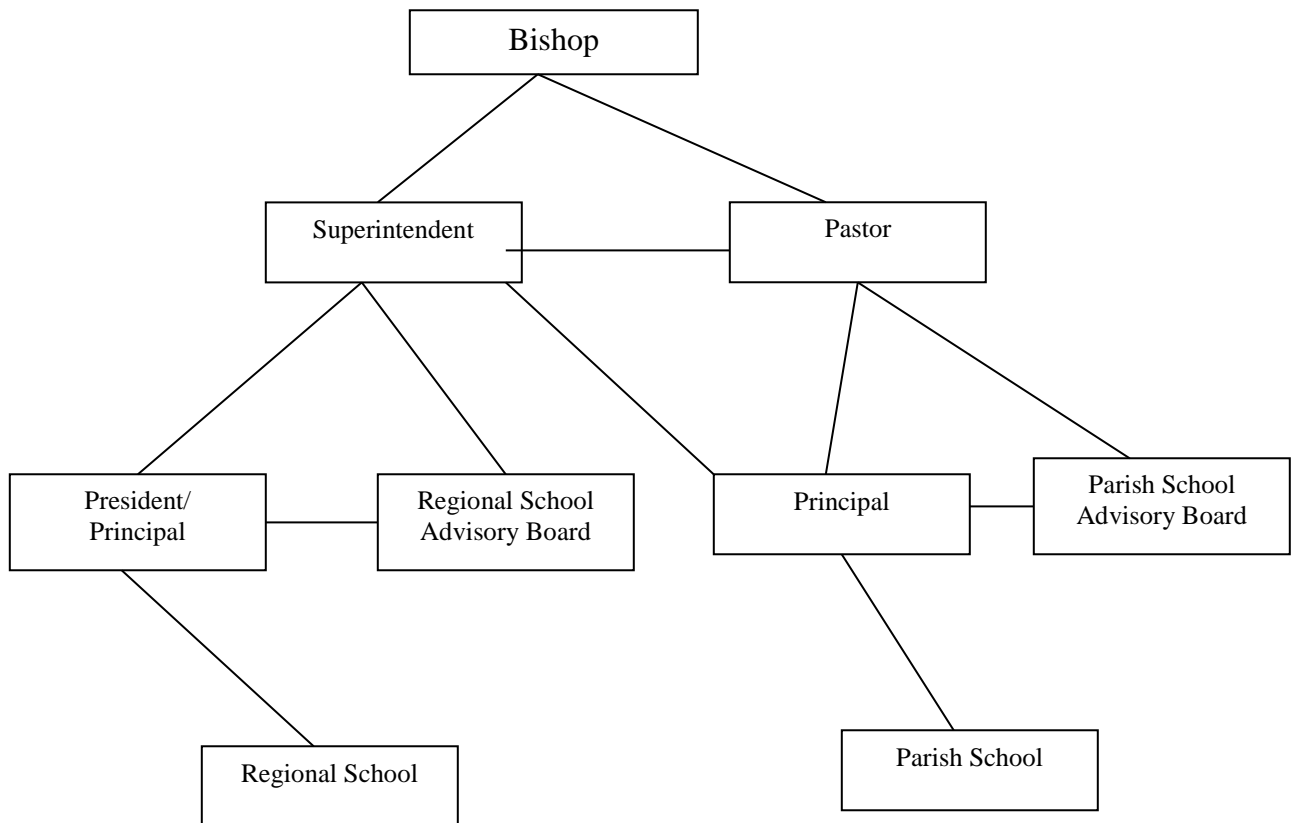 Bishop
Superintendent
Pastor
President/
Principal
Regional School
Advisory Board
Principal
Parish School
Advisory Board
Regional School
Parish School